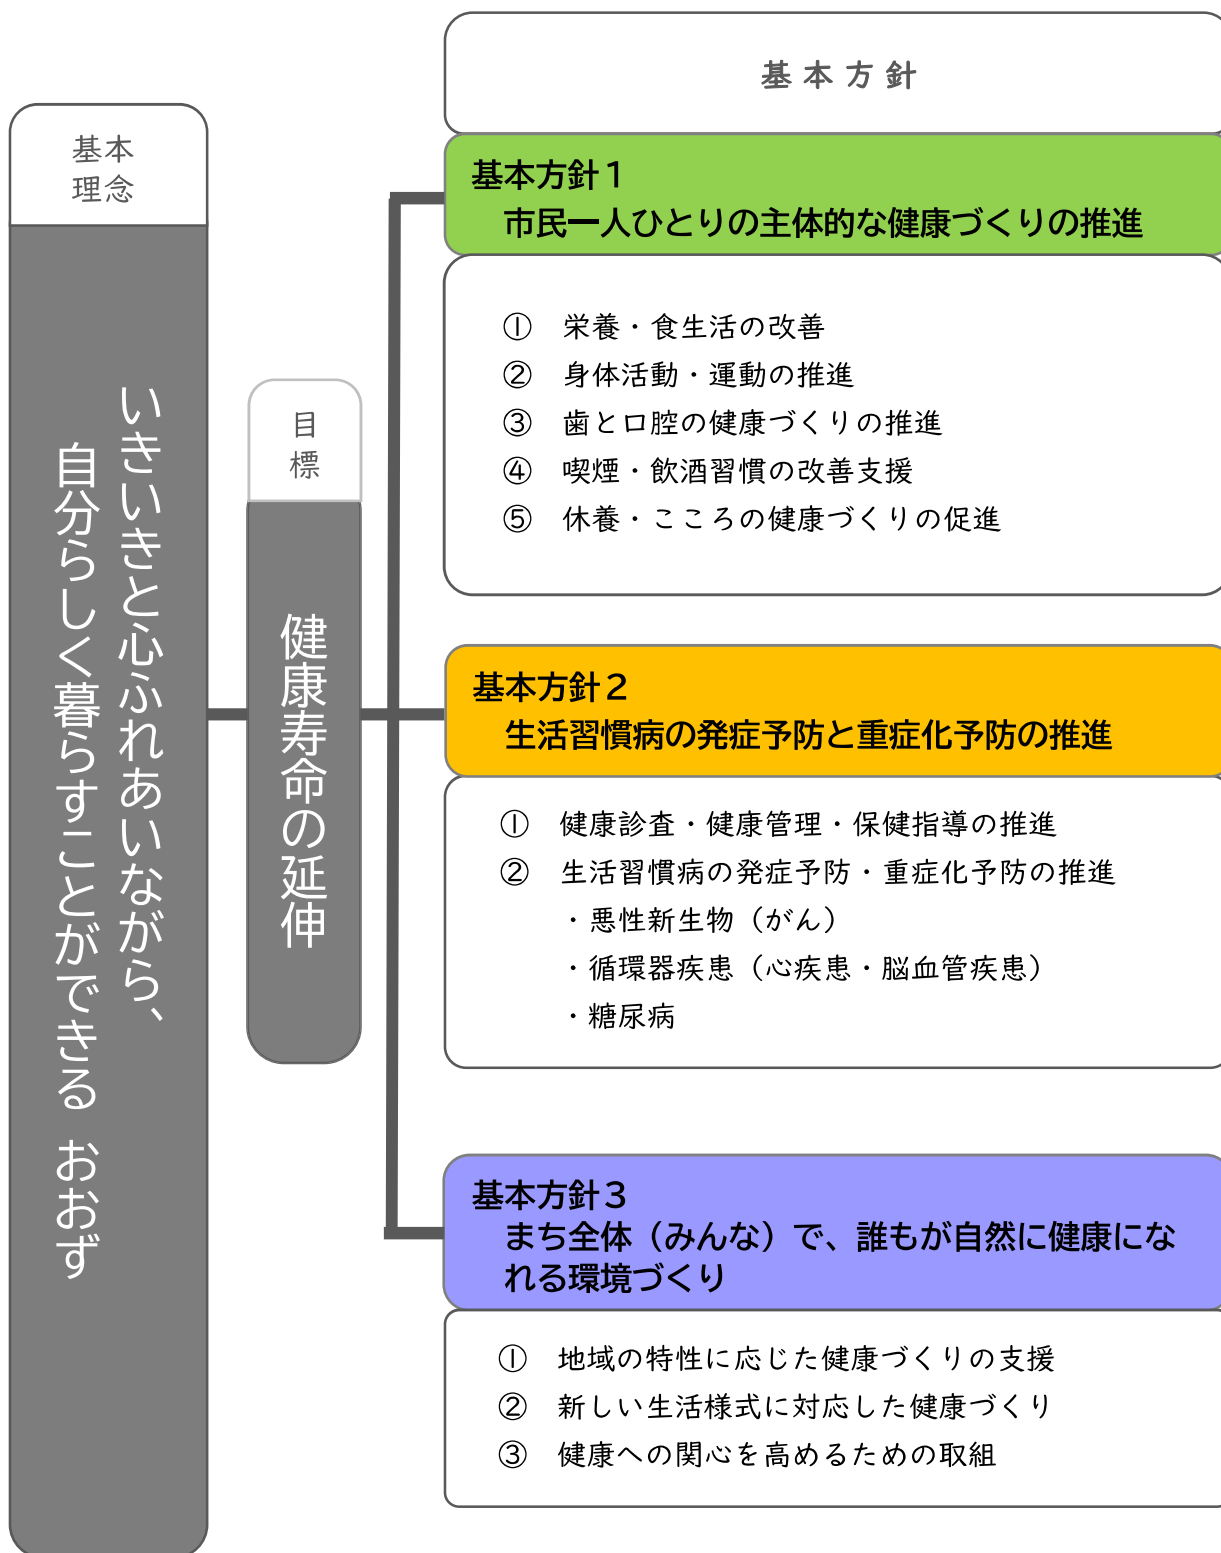 基本
理念
いきいきと心ふれあいながら、
自分らしく暮らすことができる おおず
目
標
健康寿命の延伸
基本方針
基本方針１
市民一人ひとりの主体的な健康づくりの推進
① 栄養・食生活の改善
② 身体活動・運動の推進
③ 歯と口腔の健康づくりの推進
④ 喫煙・飲酒習慣の改善支援
⑤ 休養・こころの健康づくりの促進
基本方針２
生活習慣病の発症予防と重症化予防の推進
① 健康診査・健康管理・保健指導の推進
② 生活習慣病の発症予防・重症化予防の推進
・悪性新生物（がん）
・循環器疾患（心疾患・脳血管疾患）
・糖尿病
基本方針３
まち全体（みんな）で、誰もが自然に健康にな
れる環境づくり
① 地域の特性に応じた健康づくりの支援
② 新しい生活様式に対応した健康づくり
③ 健康への関心を高めるための取組